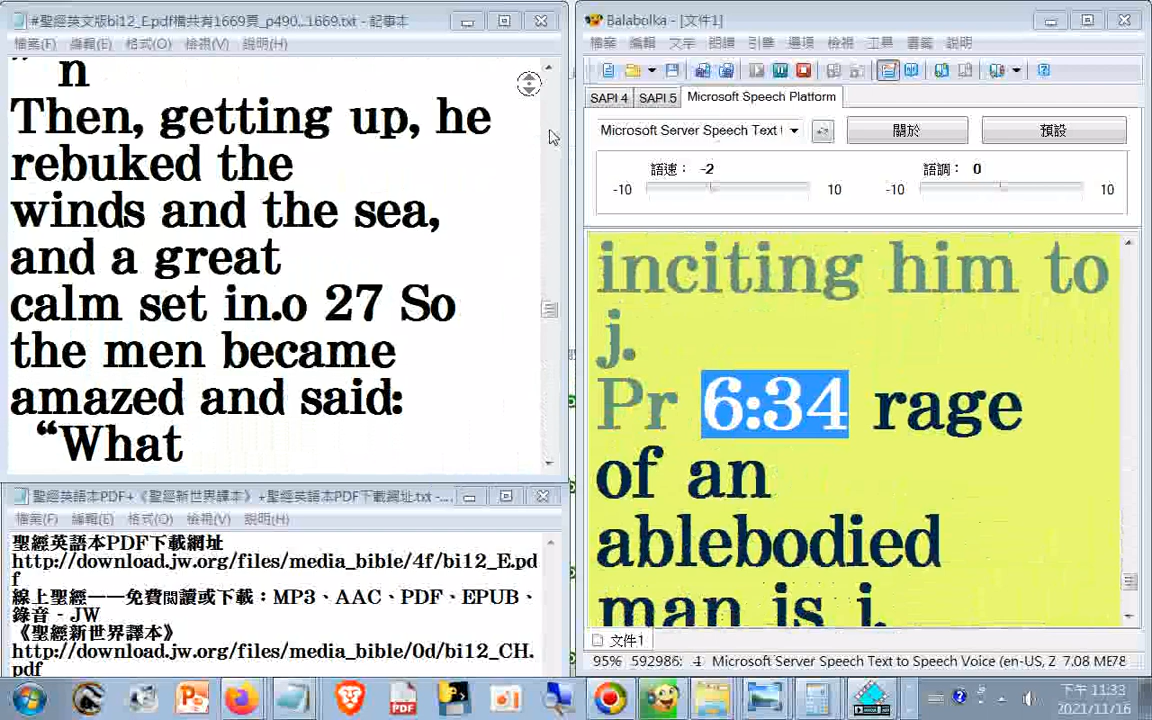 #聖經英文版bi12_E.pdf橫共有1669頁_p490...1669.txt - 記事本
檔案(F) 編輯(E) 格式(O) 檢視(V) 說明(H)
” n
Then, getting up, he
rebuked the
winds and the sea,
and a great
calm set in.o 27 So
the men became
amazed and said:
“What
聖經英語本PDF+《聖經新世界譯本》+聖經英語本PDF下載網址.txt -...
檔案(F) 編輯(E) 格式(O) 檢視(V) 說明(H)
聖經英語本PDF下載網址
http://download.jw.org/files/media_bible/4f/bi12_E.pd
f
線上聖經——免費閱讀或下載：MP3、AAC、PDF、EPUB、
錄音 - JW
《聖經新世界譯本》
http://download.jw.org/files/media_bible/0d/bi12_CH.
pdf
Balabolka - [文件1]
檔案 編輯 文字 朗讀 引擎 選項 檢視 工具 書籤 說明
SAPI 4 SAPI 5 Microsoft Speech Platform
Microsoft Server Speech Text 關於 預設
語速： -2 語調： 0
-10 10 -10 10
inciting him to
j.
Pr 6:34 rage
of an
ablebodied
man is j.
文件1
95% 592986: 4 Microsoft Server Speech Text to Speech Voice (en-US, Z 7.08 ME78
PDF
下午 11:33
2021/11/16